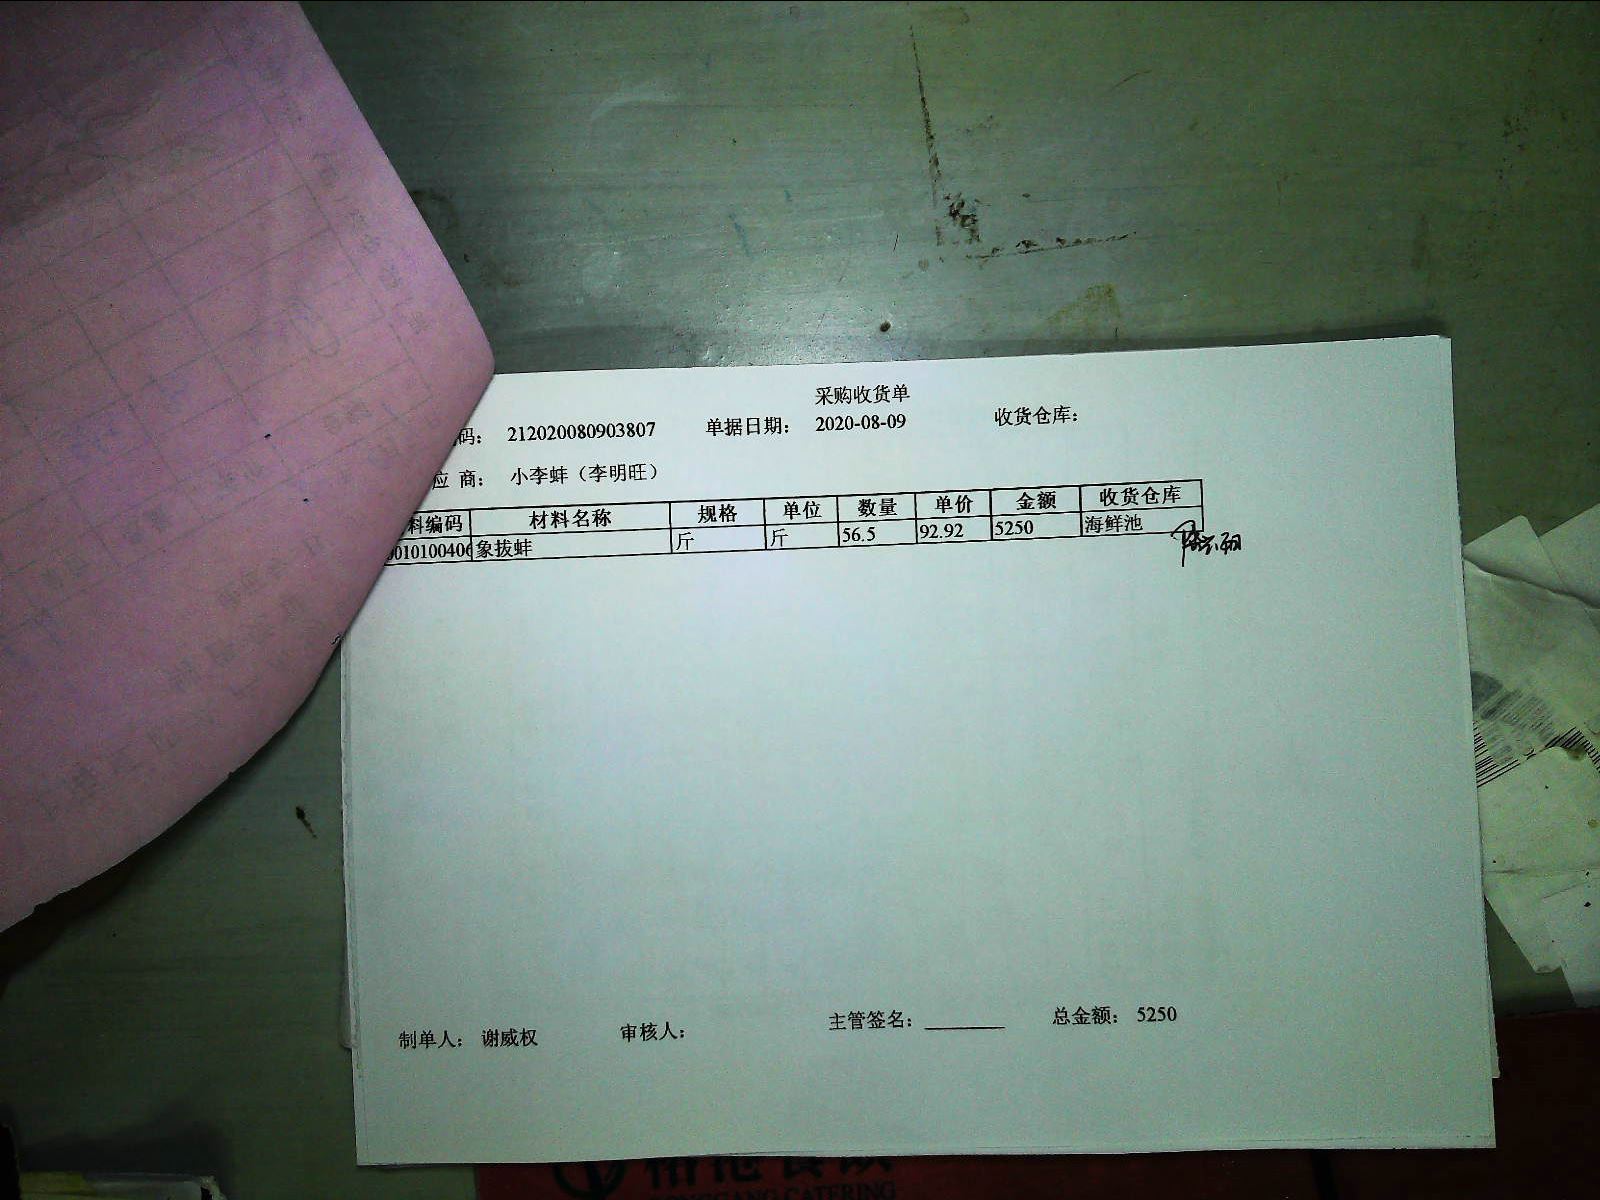 采购收货单
码: 212020080903807 单据日期: 2020-08-09 收货仓库:
应 商: 小李蚌（李明旺）
料编码 材料名称 规格 单位 数量 单价 金额 收货仓库
010100406 象拔蚌 斤 斤 56.5 92.92 5250 海鲜池
制单人: 谢威权 审核人: 主管签名: 总金额: 5250
CATERING